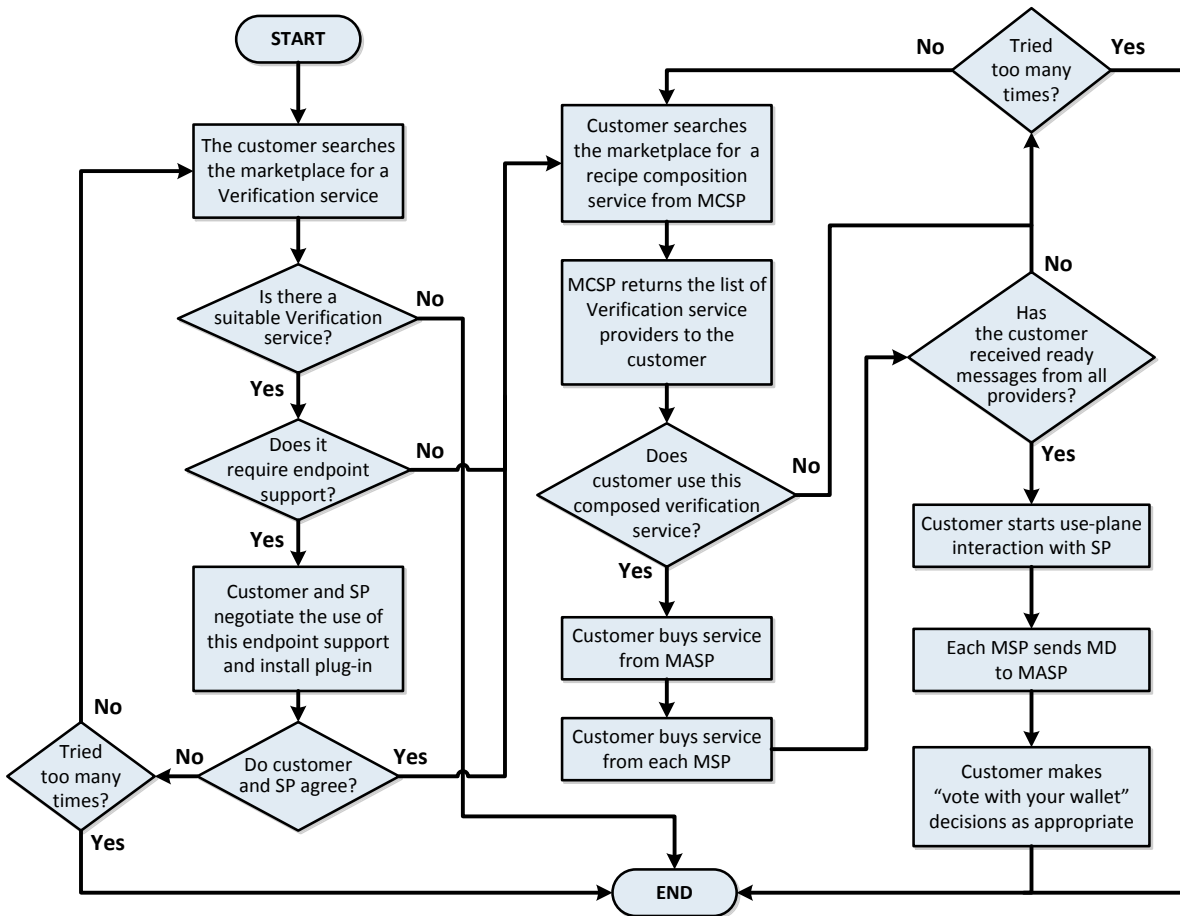 START
The customer searches
the marketplace for a
Verification service
Is there a
suitable Verification
service?
No
Yes
Does it
require endpoint
support?
No
Yes
Customer and SP
negotiate the use of
this endpoint support
and install plug-in
Do customer
and SP agree?
No
Yes
Tried
too many
times?
No
Yes
Customer searches
the marketplace for a
recipe composition
service from MCSP
MCSP returns the list of
Verification service
providers to the
customer
Does
customer use this
composed verification
service?
No
Yes
Customer buys service
from MASP
Customer buys service
from each MSP
Tried
too many
times?
No
Yes
Has
the customer
received ready
messages from all
providers?
No
Yes
Customer starts use-plane
interaction with SP
Each MSP sends MD
to MASP
Customer makes
“vote with your wallet”
decisions as appropriate
END